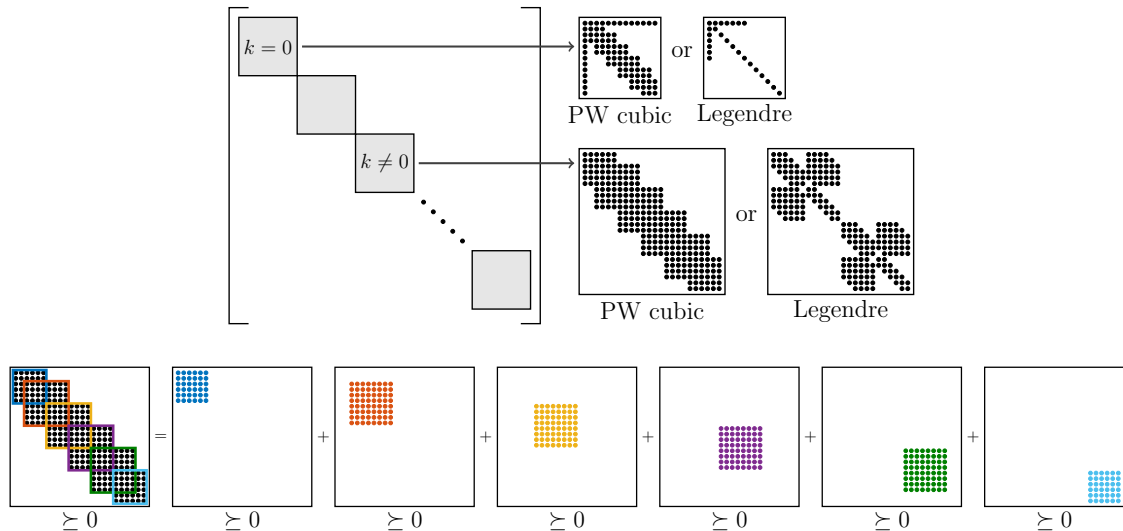 k = 0
or
PW cubic Legendre
k ≠ 0
or
PW cubic Legendre
= + + + + +
⪰ 0 ⪰ 0 ⪰ 0 ⪰ 0 ⪰ 0 ⪰ 0 ⪰ 0